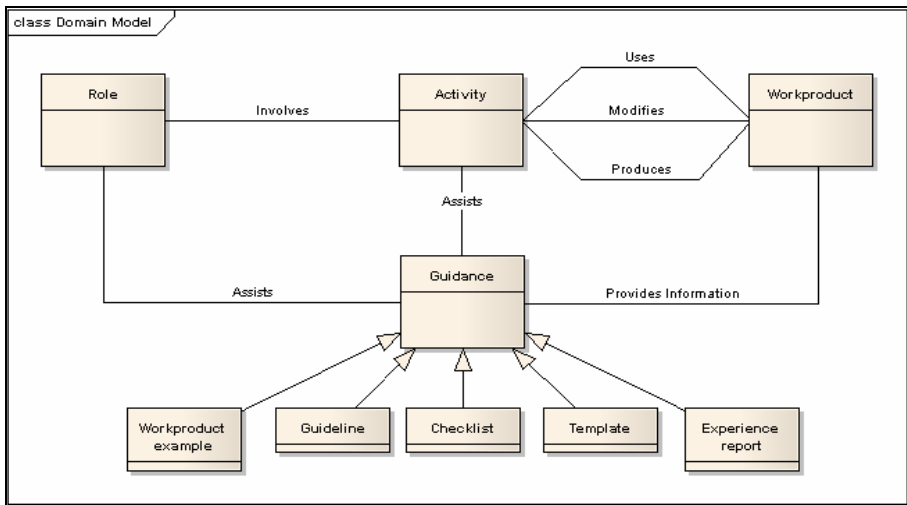 class Domain Model
Uses
Role
Activity
Workproduct
Involves
Modifies
Produces
Assists
Guidance
Assists
Provides Information
Workproduct
example
Guideline
Checklist
Template
Experience
report